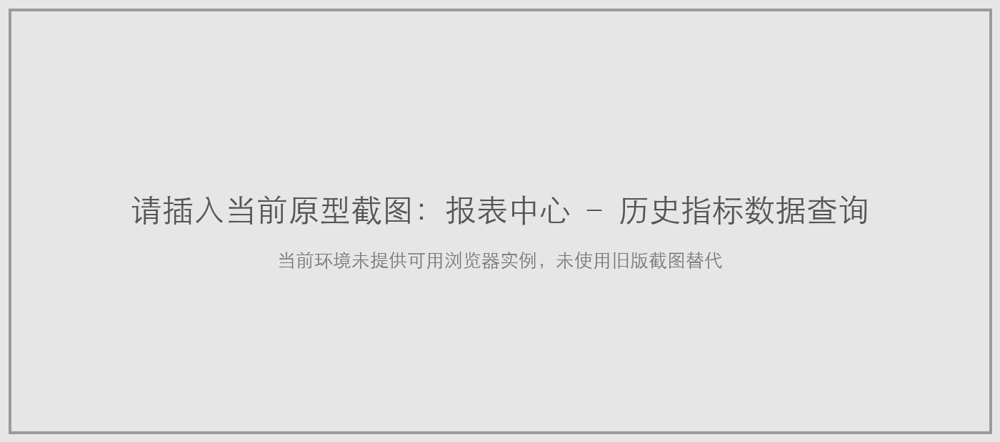 请插入当前原型截图：报表中心 - 历史指标数据查询
当前环境未提供可用浏览器实例，未使用旧版截图替代